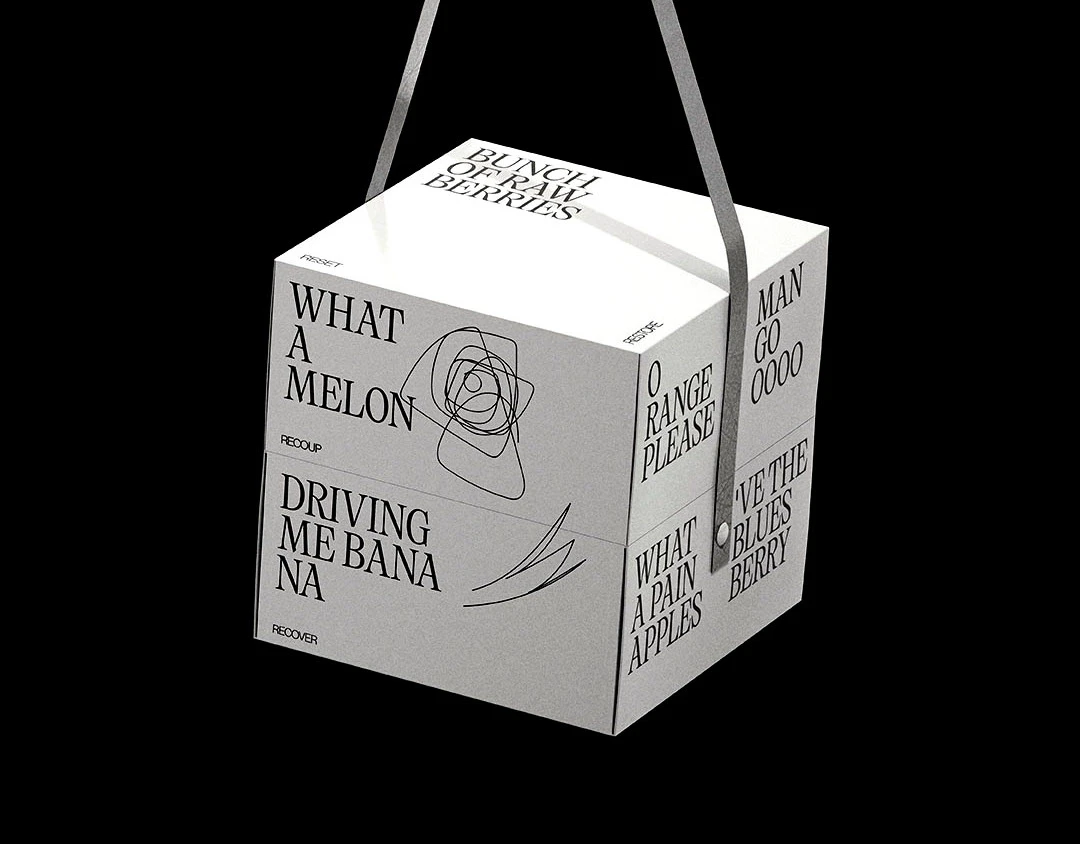 BUNCH
OF RAW
BERRIES
RESET
RESTORE
WHAT
A
MELON
RECOUP
DRIVING
ME BANA
NA
RECOVER
O
RANGE
PLEASE
MAN
GO
OOOO
WHAT
A PAIN
APPLES
'VE THE
BLUES
BERRY